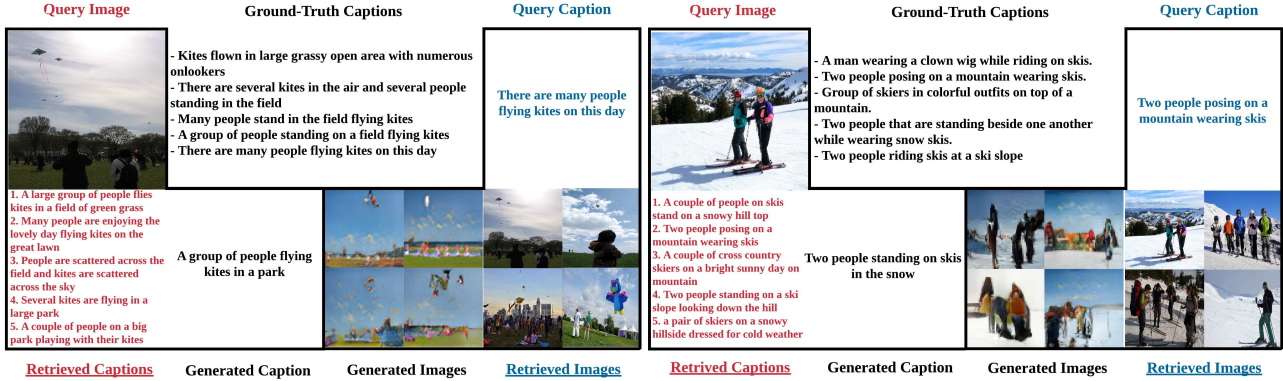 Query Image
Ground-Truth Captions
Query Caption
- Kites flown in large grassy open area with numerous
onlookers
- There are several kites in the air and several people
standing in the field
- Many people stand in the field flying kites
- A group of people standing on a field flying kites
- There are many people flying kites on this day
There are many people
flying kites on this day
1. A large group of people flies
kites in a field of green grass
2. Many people are enjoying the
lovely day flying kites on the
great lawn
3. People are scattered across the
field and kites are scattered
across the sky
4. Several kites are flying in a
large park
5. A couple of people on a big
park playing with their kites
A group of people flying
kites in a park
Retrieved Captions
Generated Caption
Generated Images
Retrieved Images
Query Image
Ground-Truth Captions
Query Caption
- A man wearing a clown wig while riding on skis.
- Two people posing on a mountain wearing skis.
- Group of skiers in colorful outfits on top of a
mountain.
- Two people that are standing beside one another
while wearing snow skis.
- Two people riding skis at a ski slope
Two people posing on a
mountain wearing skis
1. A couple of people on skis
stand on a snowy hill top
2. Two people posing on a
mountain wearing skis
3. A couple of cross country
skiers on a bright sunny day on
mountain
4. Two people standing on a ski
slope looking down the hill
5. a pair of skiers on a snowy
hillside dressed for cold weather
Two people standing on skis
in the snow
Retrived Captions
Generated Caption
Generated Images
Retrieved Images